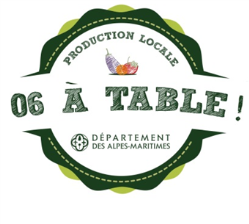 PRODUCTION LOCALE
06 À TABLE !
DÉPARTEMENT
DES ALPES-MARITIMES